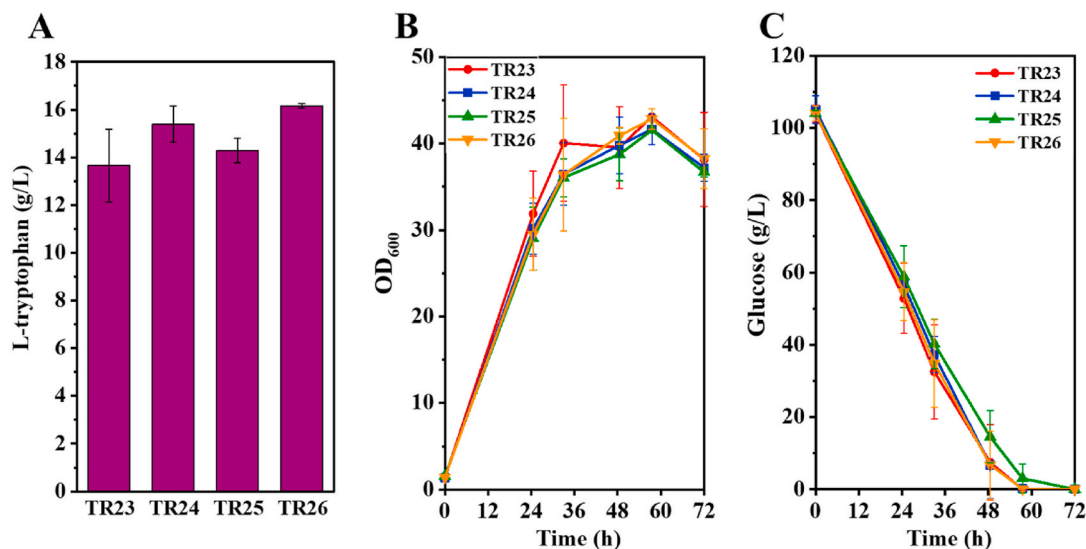 A
L-tryptophan (g/L)
18
16
14
12
10
8
6
4
2
0
TR23 TR24 TR25 TR26
B
OD600
50
40
30
20
10
0
TR23
TR24
TR25
TR26
0 12 24 36 48 60 72
Time (h)
C
Glucose (g/L)
120
100
80
60
40
20
0
TR23
TR24
TR25
TR26
0 12 24 36 48 60 72
Time (h)